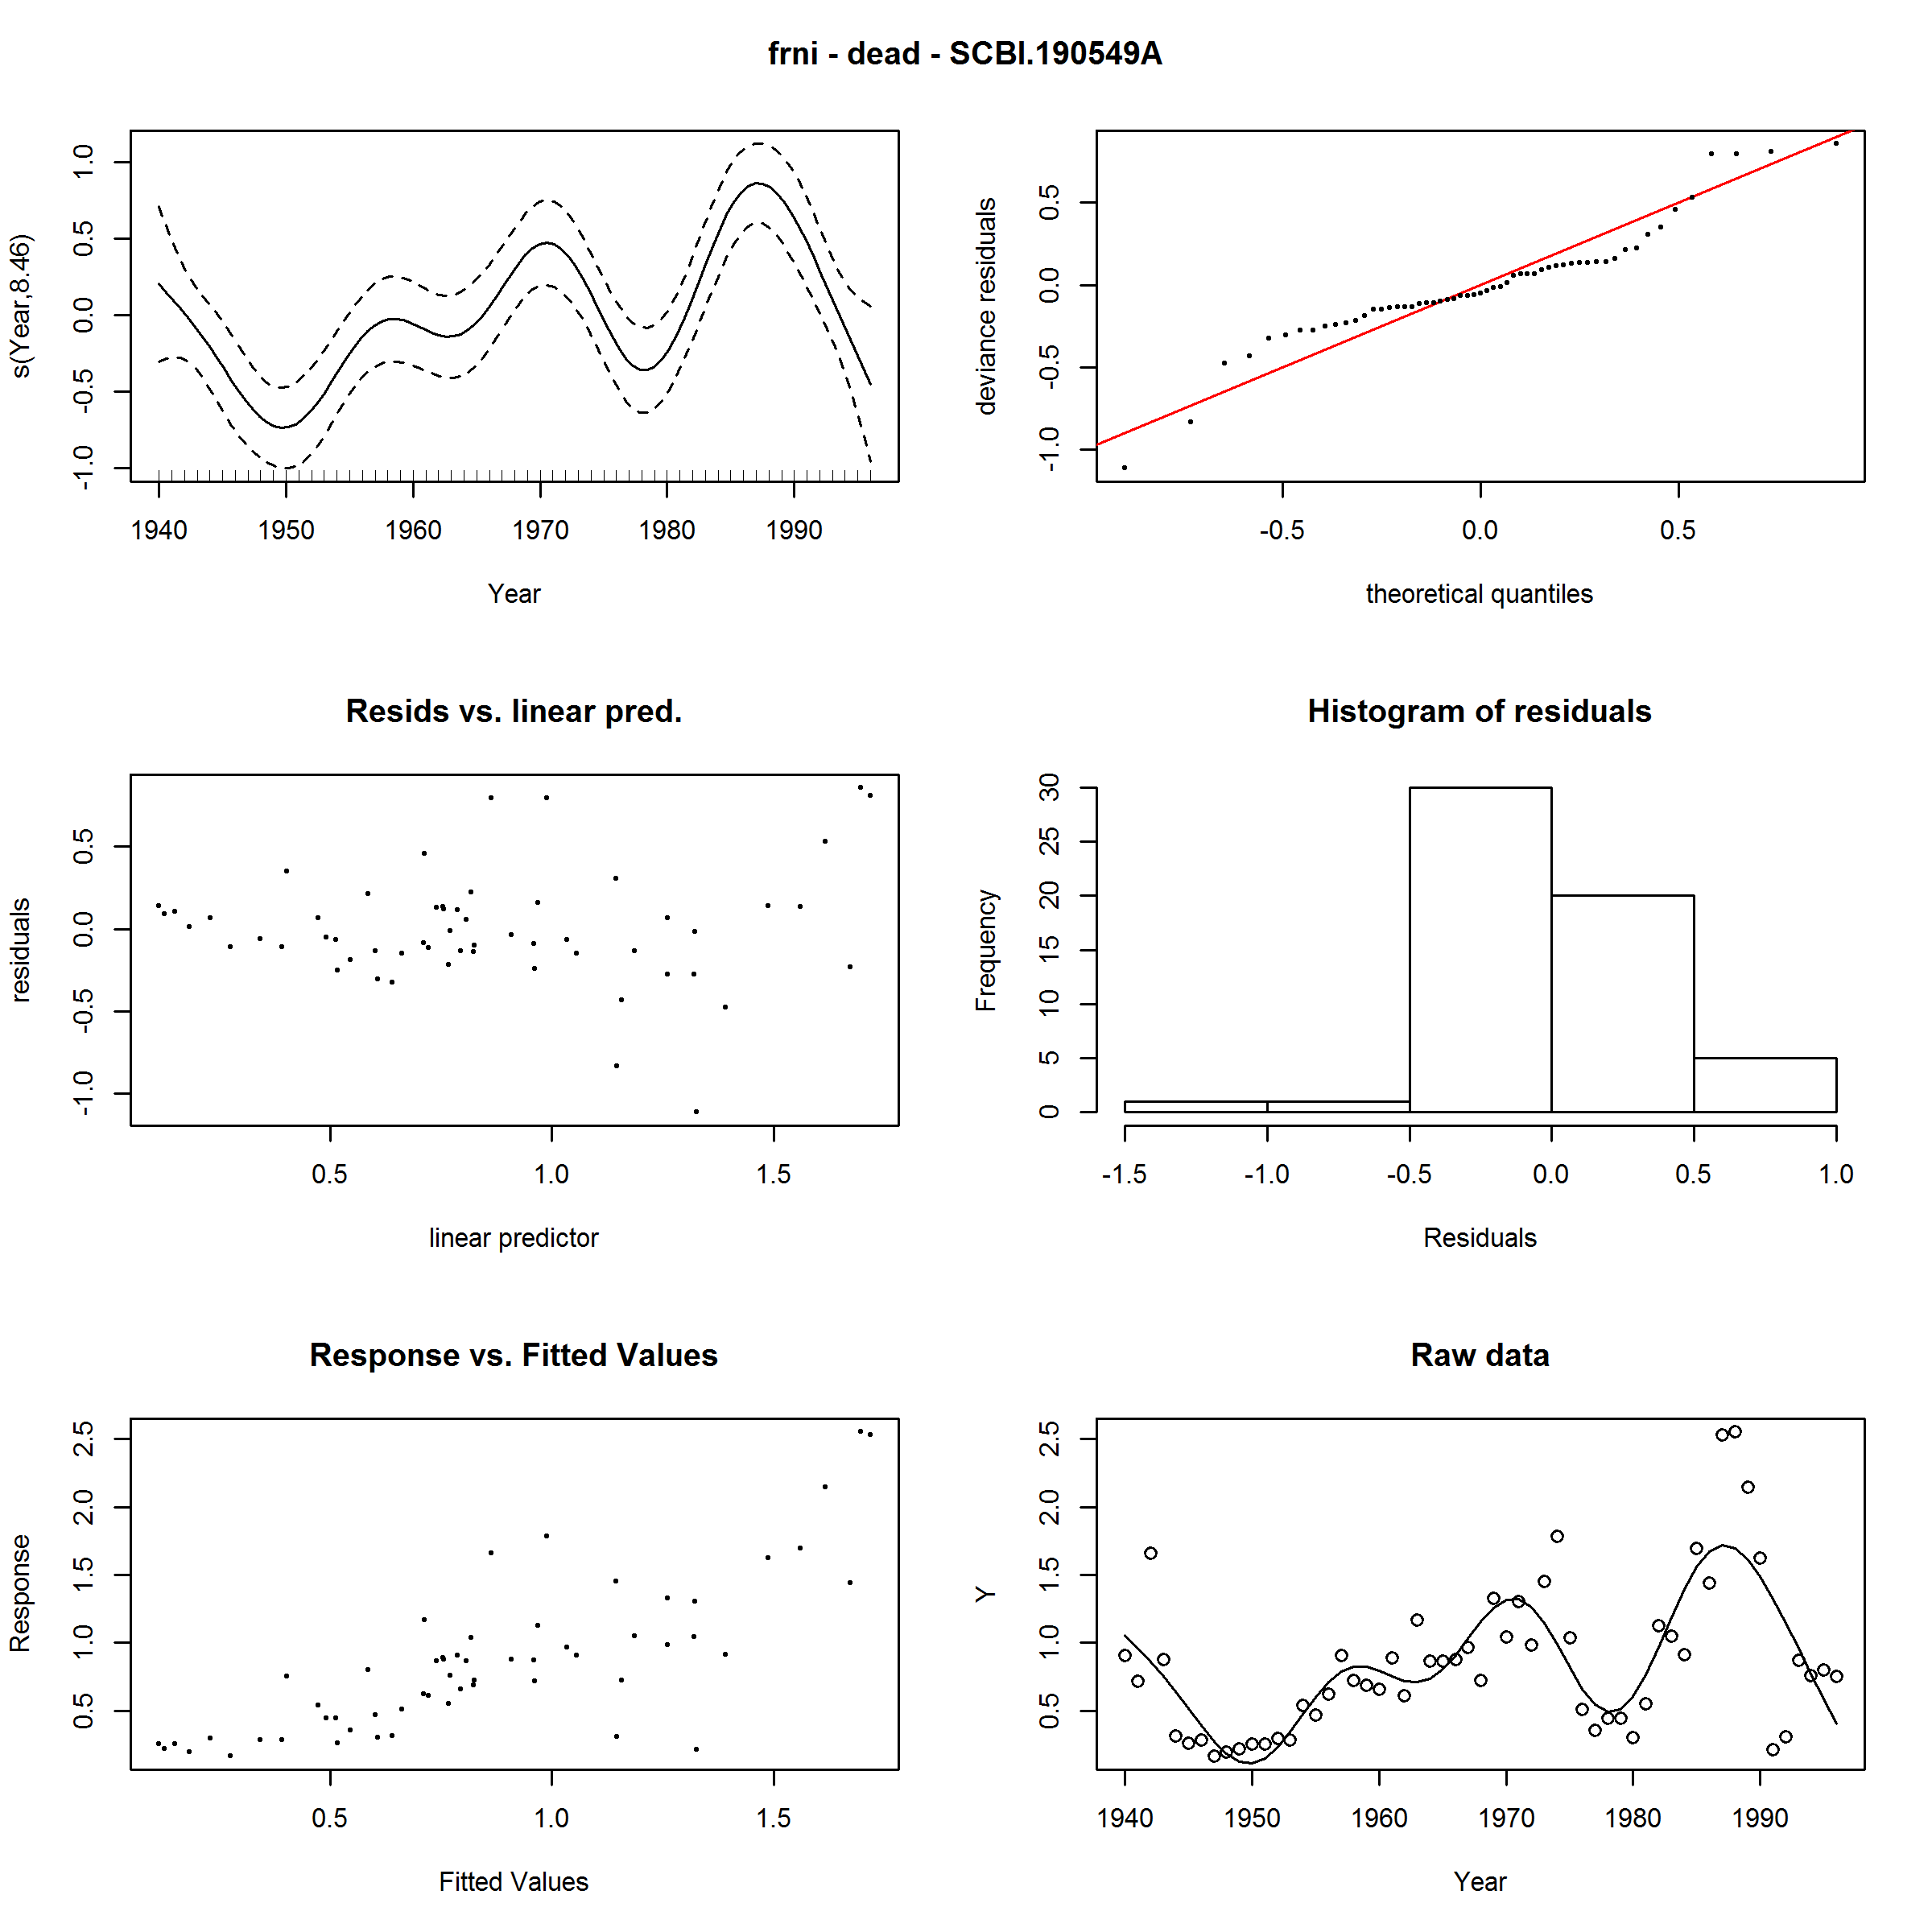 frni - dead - SCBI.190549A
s(Year,8.46)
-1.0 -0.5 0.0 0.5 1.0
1940 1950 1960 1970 1980 1990
Year
deviance residuals
-1.0 -0.5 0.0 0.5
-0.5 0.0 0.5
theoretical quantiles
Resids vs. linear pred.
residuals
-1.0 -0.5 0.0 0.5
0.5 1.0 1.5
linear predictor
Histogram of residuals
Frequency
0 5 10 15 20 25 30
-1.5 -1.0 -0.5 0.0 0.5 1.0
Residuals
Response vs. Fitted Values
Response
0.5 1.0 1.5 2.0 2.5
0.5 1.0 1.5
Fitted Values
Raw data
Y
0.5 1.0 1.5 2.0 2.5
1940 1950 1960 1970 1980 1990
Year